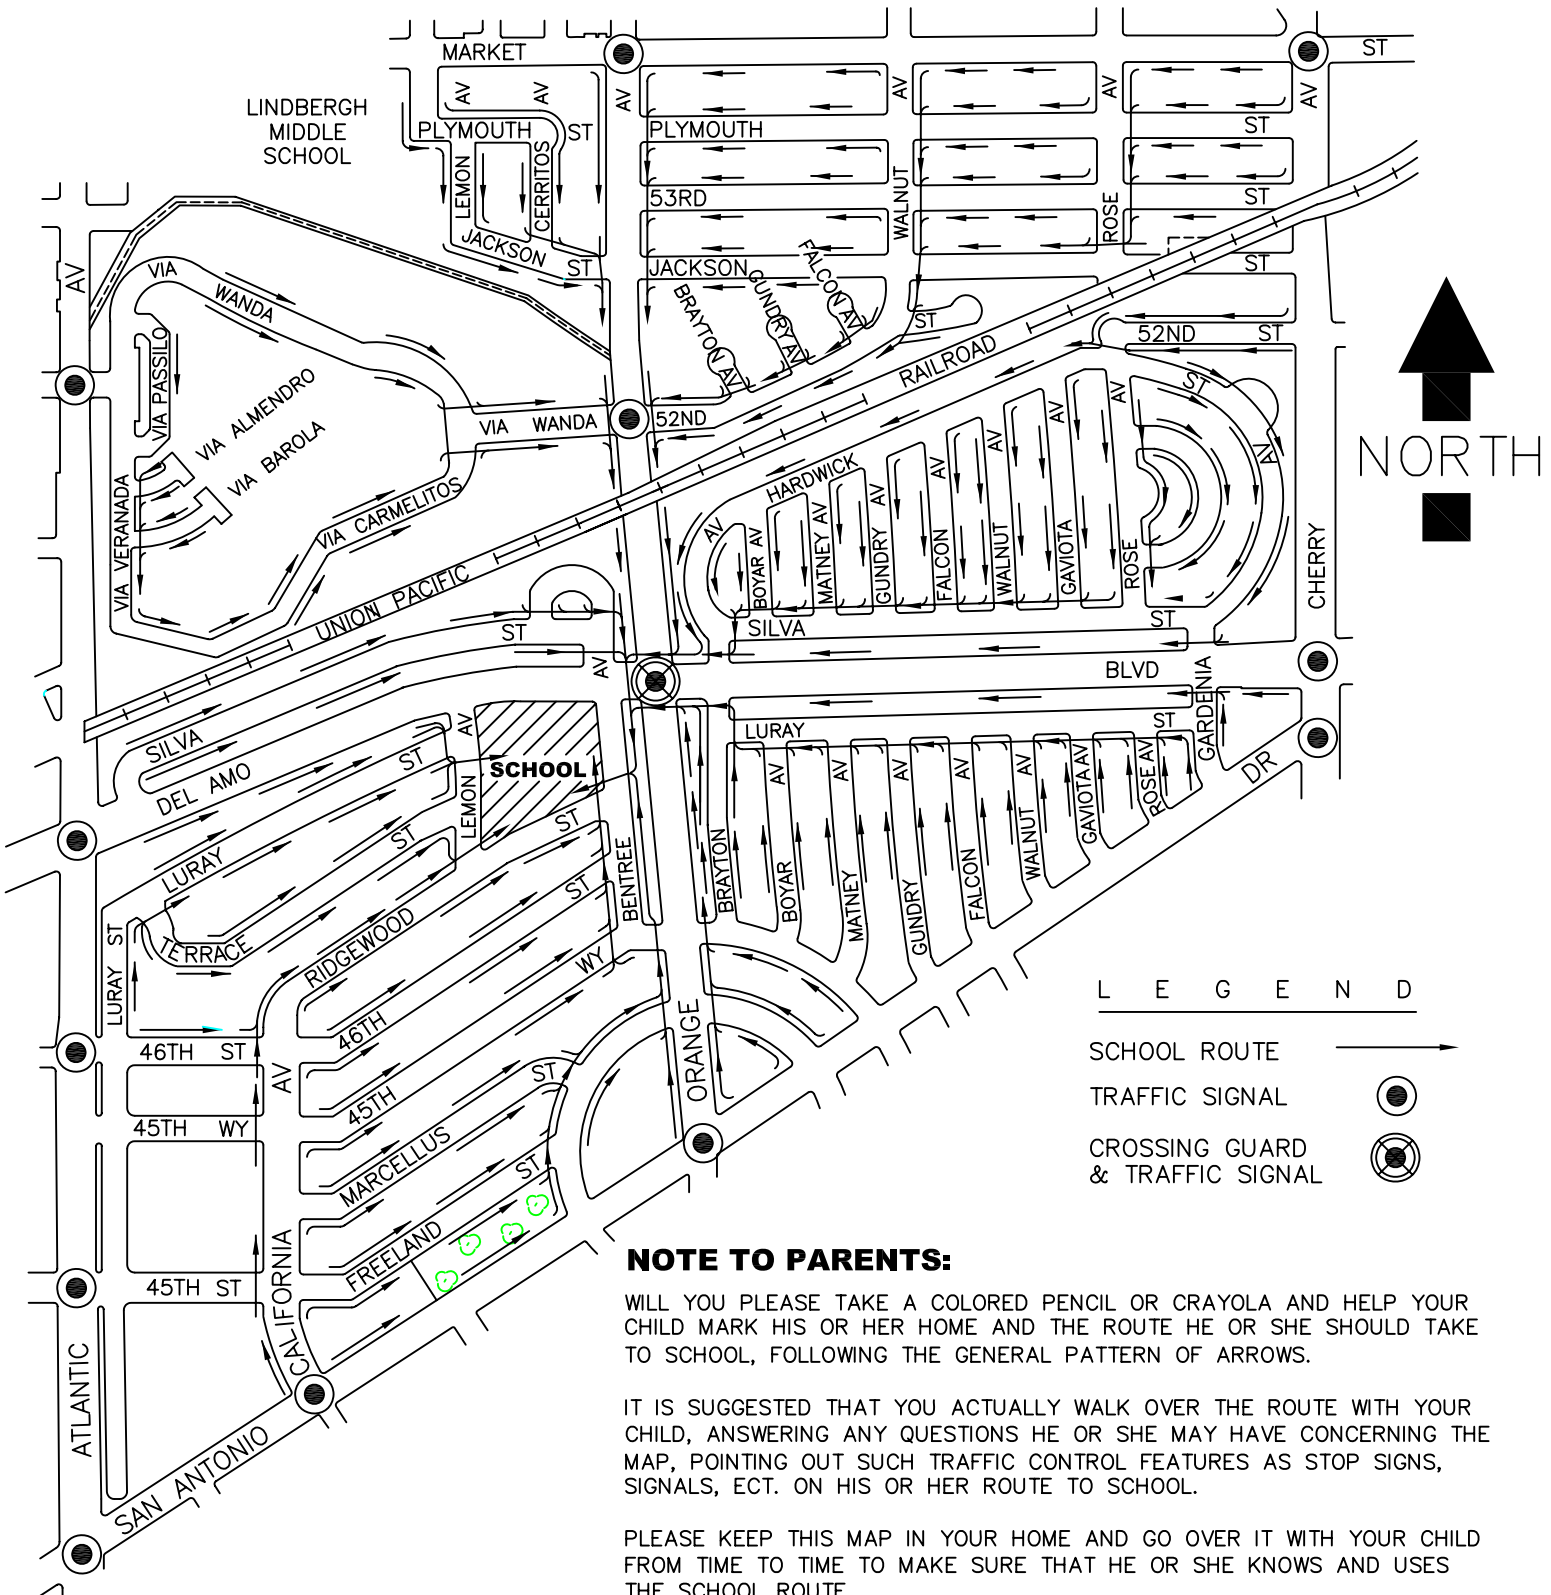 MARKET
ST
LINDBERGH
MIDDLE
SCHOOL
AV
AV
AV
AV
AV
AV
PLYMOUTH
ST
PLYMOUTH
ST
LEMON
CERRITOS
53RD
ST
WALNUT
ROSE
JACKSON
ST
JACKSON
ST
AV
VIA
WANDA
BRAYTON AV
GUNDRY AV
FALCON AV
ST
52ND
ST
RAILROAD
VIA PASSILO
VIA ALMENDRO
VIA BAROLA
VIA WANDA
52ND
ST
AV
AV
AV
AV
AV
AV
NORTH
VIA VERANADA
VIA CARMELITOS
HARDWICK
AV
BOYAR AV
MATNEY AV
GUNDRY
FALCON
WALNUT
GAVIOTA
ROSE
CHERRY
UNION PACIFIC
ST
SILVA
ST
AV
BLVD
GARDENIA
SILVA
DEL AMO
AV
ST
SCHOOL
LEMON
LURAY
ST
AV
AV
AV
AV
AV
GAVIOTA AV
ROSE AV
DR
LURAY
ST
ST
BENTREE
BRAYTON
BOYAR
MATNEY
GUNDRY
FALCON
WALNUT
LURAY ST
TERRACE
RIDGEWOOD
ST
WY
46TH ST
46TH
AV
ORANGE
LEGEND
SCHOOL ROUTE
TRAFFIC SIGNAL
CROSSING GUARD
& TRAFFIC SIGNAL
45TH WY
45TH
ST
MARCELLUS
ST
FREELAND
45TH ST
CALIFORNIA
ATLANTIC
SAN ANTONIO
NOTE TO PARENTS:
WILL YOU PLEASE TAKE A COLORED PENCIL OR CRAYOLA AND HELP YOUR
CHILD MARK HIS OR HER HOME AND THE ROUTE HE OR SHE SHOULD TAKE
TO SCHOOL, FOLLOWING THE GENERAL PATTERN OF ARROWS.
IT IS SUGGESTED THAT YOU ACTUALLY WALK OVER THE ROUTE WITH YOUR
CHILD, ANSWERING ANY QUESTIONS HE OR SHE MAY HAVE CONCERNING THE
MAP, POINTING OUT SUCH TRAFFIC CONTROL FEATURES AS STOP SIGNS,
SIGNALS, ECT. ON HIS OR HER ROUTE TO SCHOOL.
PLEASE KEEP THIS MAP IN YOUR HOME AND GO OVER IT WITH YOUR CHILD
FROM TIME TO TIME TO MAKE SURE THAT HE OR SHE KNOWS AND USES
THE SCHOOL ROUTE